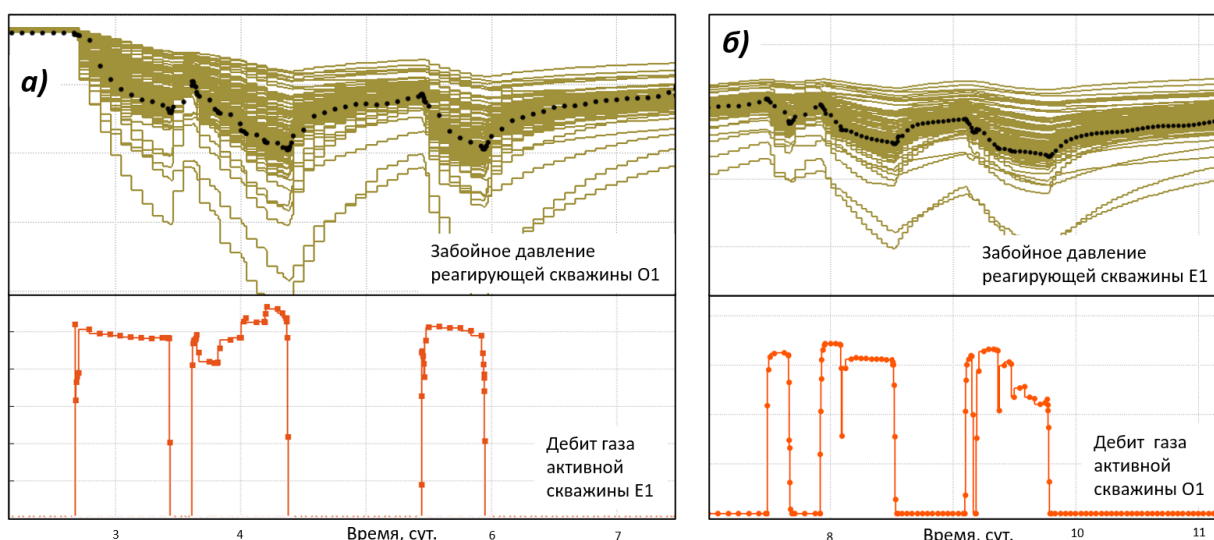 а)
Забойное давление
реагирующей скважины О1
Дебит газа
активной
скважины Е1
3
4
Время, сут.
6
7
б)
Забойное давление
реагирующей скважины Е1
Дебит газа
активной
скважины О1
8
Время, сут.
10
11